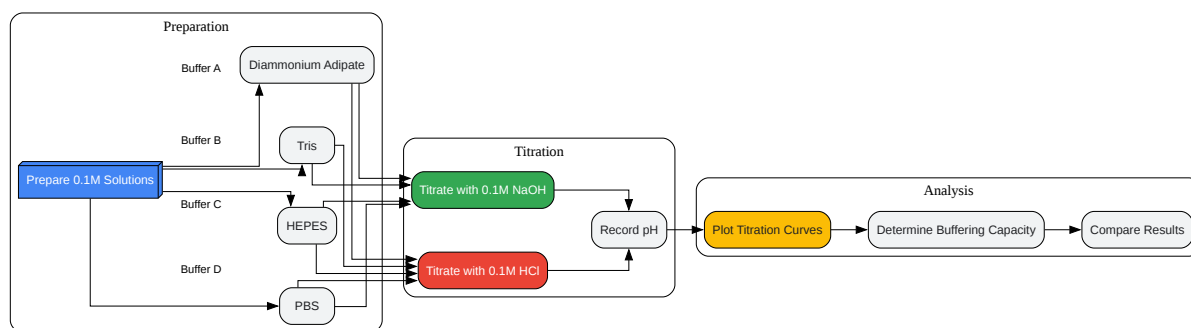 Preparation
Buffer A
Diammonium Adipate
Buffer B
Tris
Prepare 0.1M Solutions
Buffer C
HEPES
Buffer D
PBS
Titration
Titrate with 0.1M NaOH
Record pH
Titrate with 0.1M HCl
Analysis
Plot Titration Curves
Determine Buffering Capacity
Compare Results